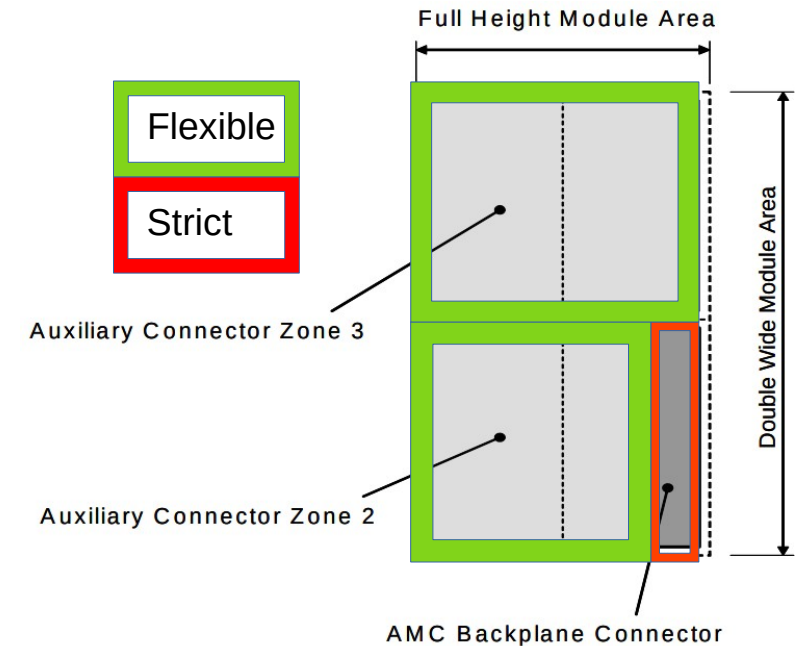 Full Height Module Area
Flexible
Strict
Double Wide Module Area
Auxiliary Connector Zone 3
Auxiliary Connector Zone 2
AMC Backplane Connector